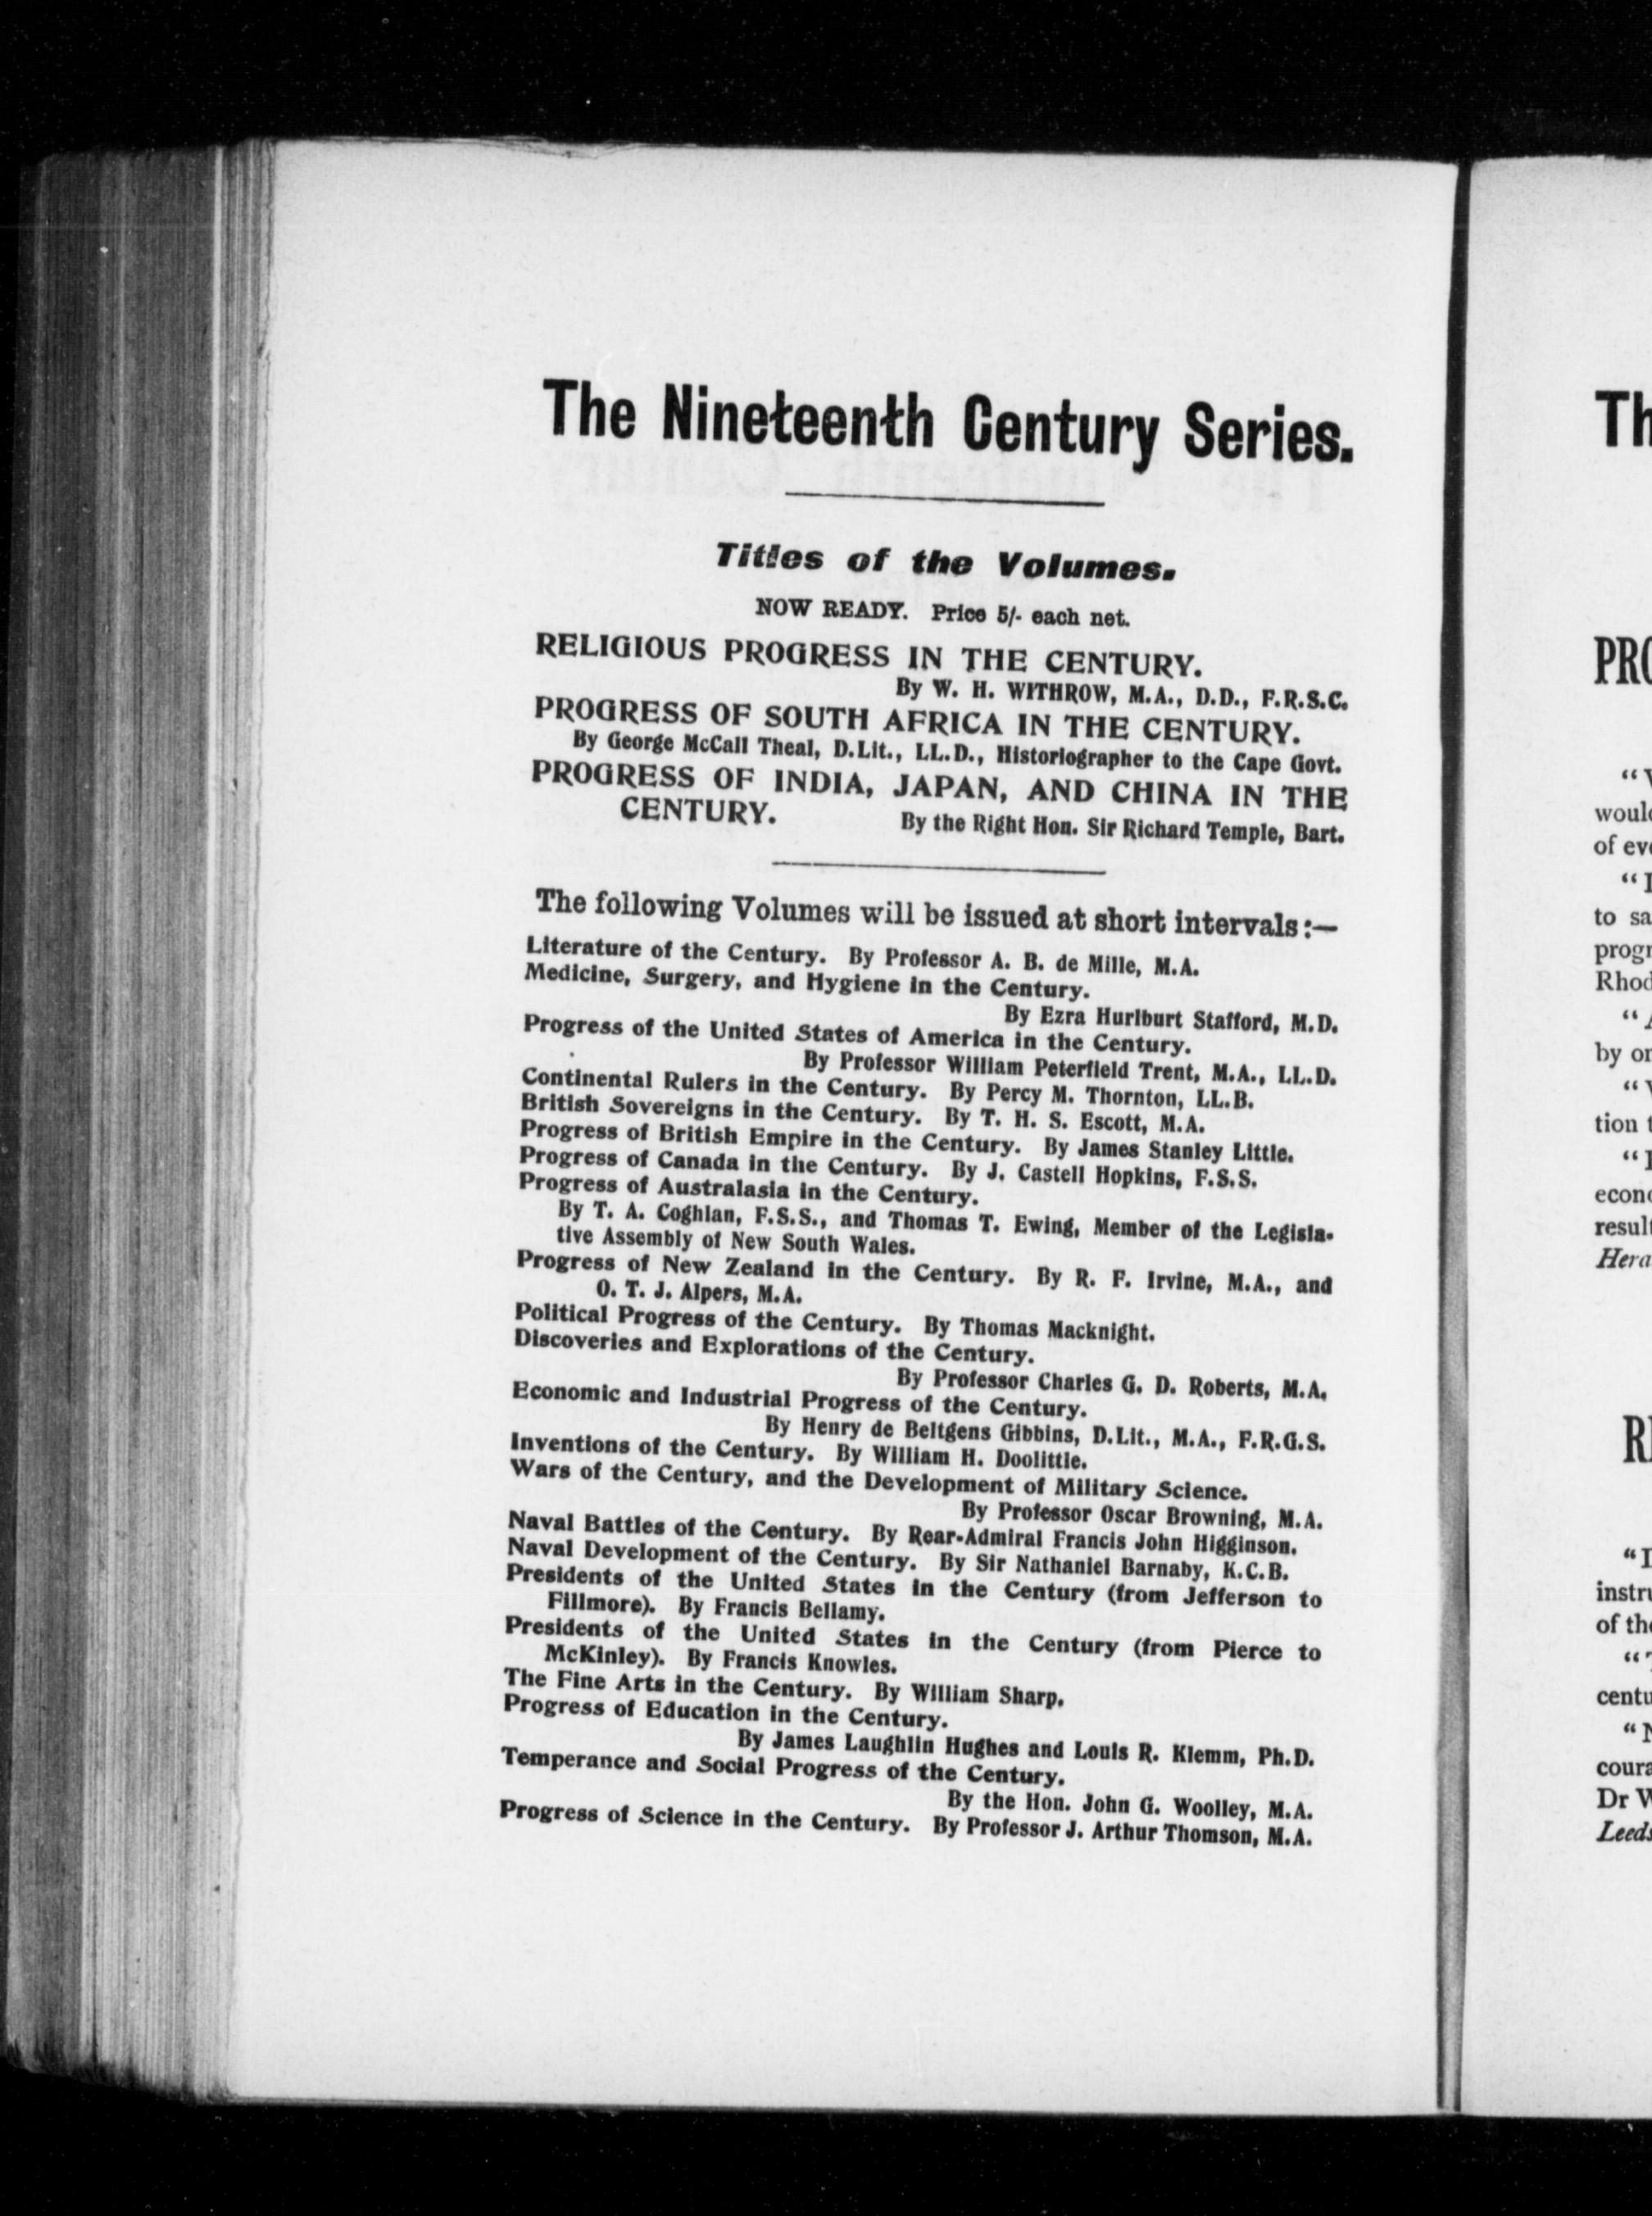 The Nineteenth Century Series.
Titles of the Volumes.
NOW READY. Price 5/- each net.
RELIGIOUS PROGRESS IN THE CENTURY.
By W. H. WITHROW, M.A., D.D., F.R.S.C.
PROGRESS OF SOUTH AFRICA IN THE CENTURY.
By George McCall Theal, D.Lit., LL.D., Historiographer to the Cape Govt.
PROGRESS OF INDIA, JAPAN, AND CHINA IN THE
CENTURY. By the Right Hon. Sir Richard Temple, Bart.
The following Volumes will be issued at short intervals:—
Literature of the Century. By Professor A. B. de Mille, M.A.
Medicine, Surgery, and Hygiene in the Century.
By Ezra Hurlburt Stafford, M.D.
Progress of the United States of America in the Century.
By Professor William Peterfield Trent, M.A., LL.D.
Continental Rulers in the Century. By Percy M. Thornton, LL.B.
British Sovereigns in the Century. By T. H. S. Escott, M.A.
Progress of British Empire in the Century. By James Stanley Little.
Progress of Canada in the Century. By J. Castell Hopkins, F.S.S.
Progress of Australasia in the Century.
By T. A. Coghlan, F.S.S., and Thomas T. Ewing, Member of the Legisla-
tive Assembly of New South Wales.
Progress of New Zealand in the Century. By R. F. Irvine, M.A., and
O. T. J. Alpers, M.A.
Political Progress of the Century. By Thomas Macknight.
Discoveries and Explorations of the Century.
By Professor Charles G. D. Roberts, M.A.
Economic and Industrial Progress of the Century.
By Henry de Beltgens Gibbins, D.Lit., M.A., F.R.G.S.
Inventions of the Century. By William H. Doolittle.
Wars of the Century, and the Development of Military Science.
By Professor Oscar Browning, M.A.
Naval Battles of the Century. By Rear-Admiral Francis John Higginson.
Naval Development of the Century. By Sir Nathaniel Barnaby, K.C.B.
Presidents of the United States in the Century (from Jefferson to
Fillmore). By Francis Bellamy.
Presidents of the United States in the Century (from Pierce to
McKinley). By Francis Knowles.
The Fine Arts in the Century. By William Sharp.
Progress of Education in the Century.
By James Laughlin Hughes and Louis R. Klemm, Ph.D.
Temperance and Social Progress of the Century.
By the Hon. John G. Woolley, M.A.
Progress of Science in the Century. By Professor J. Arthur Thomson, M.A.
of
to
by
tion
of
Dr